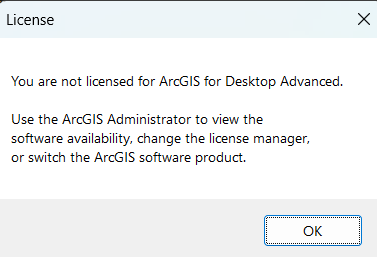 License
You are not licensed for ArcGIS for Desktop Advanced.
Use the ArcGIS Administrator to view the
software availability, change the license manager,
or switch the ArcGIS software product.
OK